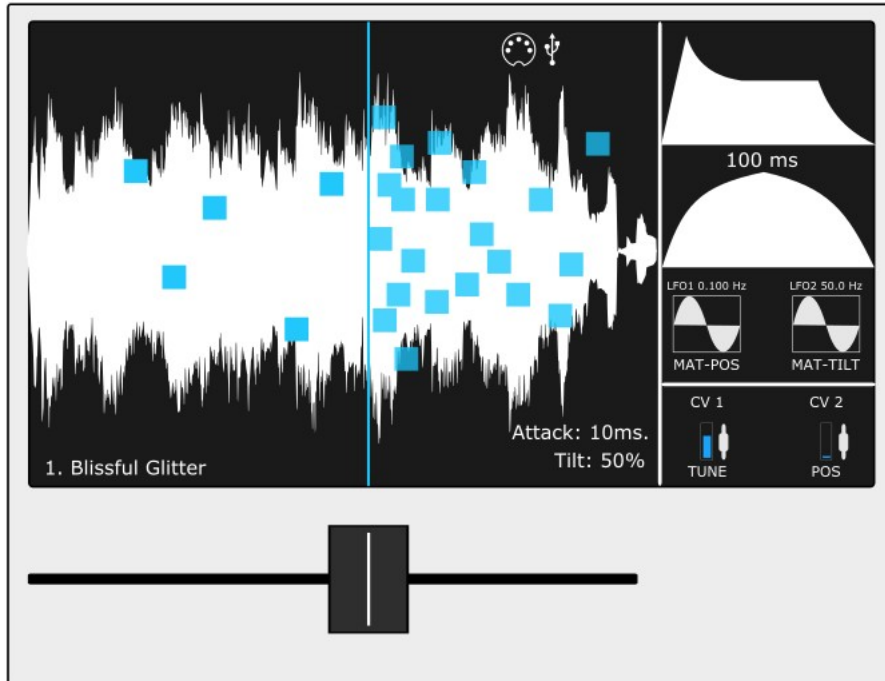 100 ms
LFO1 0.100 Hz
LFO2 50.0 Hz
MAT-POS
MAT-TILT
CV 1
CV 2
TUNE
POS
Attack: 10ms.
Tilt: 50%
1. Blissful Glitter